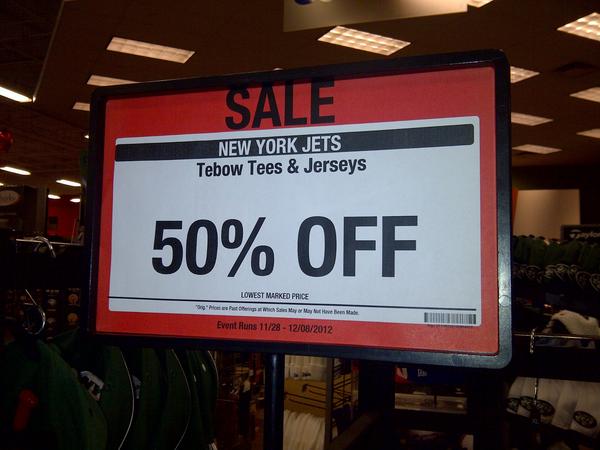 SALE
NEW YORK JETS
Tebow Tees & Jerseys
50% OFF
LOWEST MARKED PRICE
"Orig." Prices are Past Offerings at Which Sales May or May Not Have Been Made.
Event Runs 11/28 - 12/08/2012